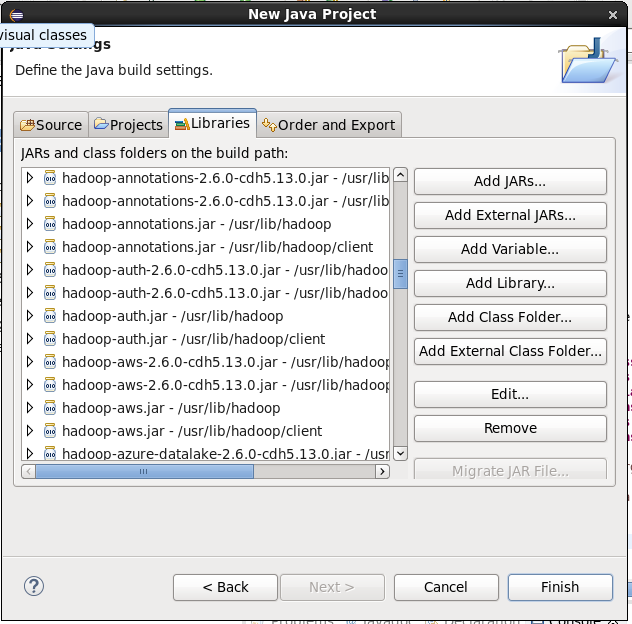 New Java Project
visual classes
Java Settings
Define the Java build settings.
Source Projects Libraries Order and Export
JARs and class folders on the build path:
hadoop-annotations-2.6.0-cdh5.13.0.jar - /usr/lib
hadoop-annotations-2.6.0-cdh5.13.0.jar - /usr/lib
hadoop-annotations.jar - /usr/lib/hadoop
hadoop-annotations.jar - /usr/lib/hadoop/client
hadoop-auth-2.6.0-cdh5.13.0.jar - /usr/lib/hadoo
hadoop-auth-2.6.0-cdh5.13.0.jar - /usr/lib/hadoo
hadoop-auth.jar - /usr/lib/hadoop
hadoop-auth.jar - /usr/lib/hadoop/client
hadoop-aws-2.6.0-cdh5.13.0.jar - /usr/lib/hadoop
hadoop-aws-2.6.0-cdh5.13.0.jar - /usr/lib/hadoop
hadoop-aws.jar - /usr/lib/hadoop
hadoop-aws.jar - /usr/lib/hadoop/client
hadoop-azure-datalake-2.6.0-cdh5.13.0.jar - /usr
Add JARs...
Add External JARs...
Add Variable...
Add Library...
Add Class Folder...
Add External Class Folder...
Edit...
Remove
Migrate JAR File...
< Back Next > Cancel Finish
Problems Javadoc Declaration Console